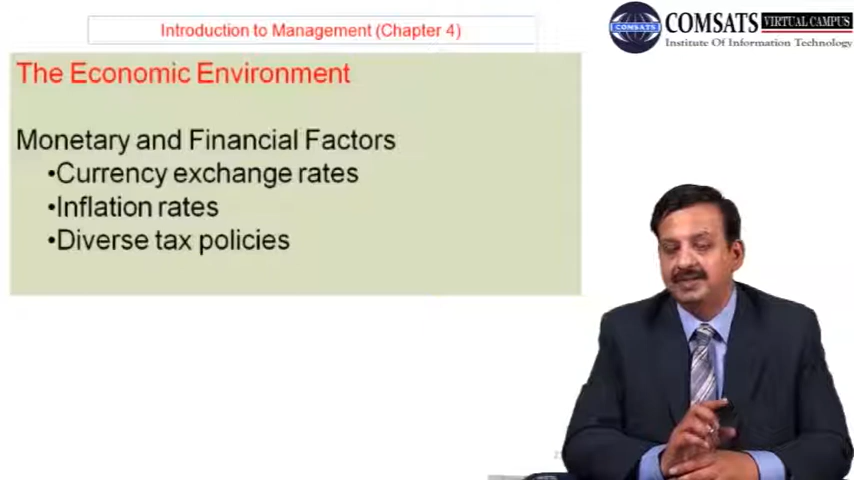 Introduction to Management (Chapter 4)
COMSATS VIRTUAL CAMPUS
Institute Of Information Technology
COMSATS
The Economic Environment
Monetary and Financial Factors
•Currency exchange rates
•Inflation rates
•Diverse tax policies